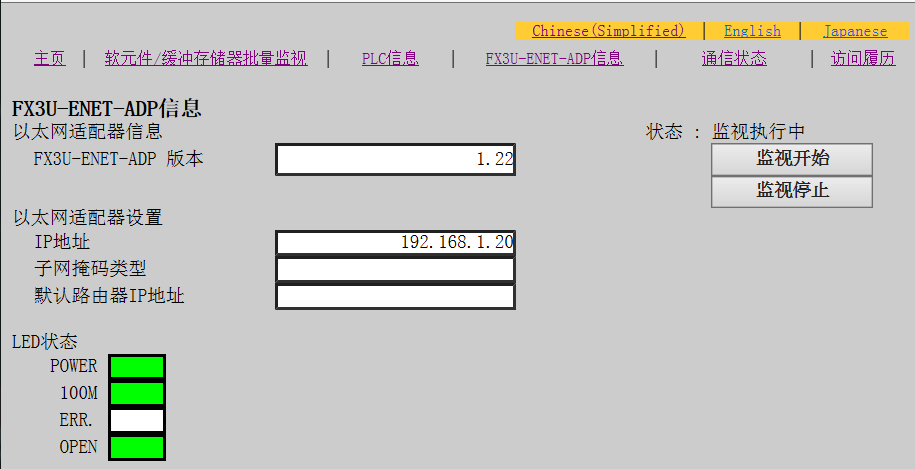 Chinese(Simplified) | English | Japanese
主页 | 软元件/缓冲存储器批量监视 | PLC信息 | FX3U-ENET-ADP信息 | 通信状态 | 访问履历
FX3U-ENET-ADP信息
以太网适配器信息 状态 : 监视执行中
FX3U-ENET-ADP 版本 1.22 监视开始
监视停止
以太网适配器设置
IP地址 192.168.1.20
子网掩码类型
默认路由器IP地址
LED状态
POWER
100M
ERR.
OPEN